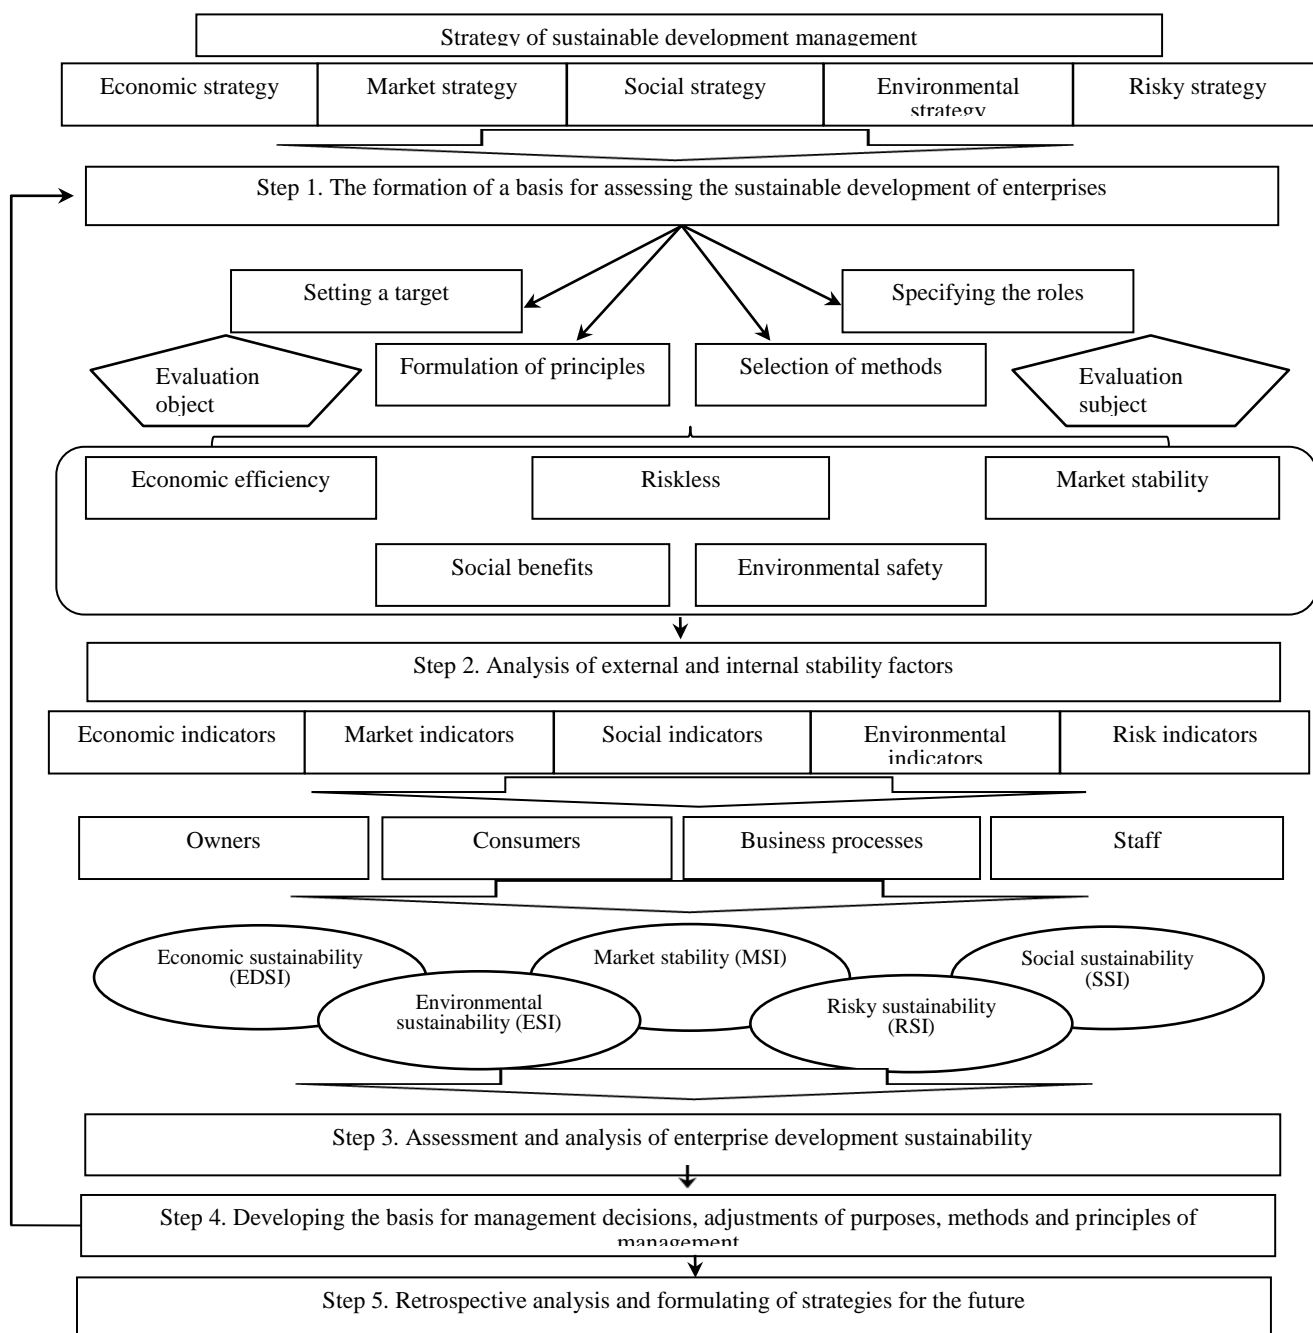 Strategy of sustainable development management
Economic strategy
Market strategy
Social strategy
Environmental
strategy
Risky strategy
Step 1. The formation of a basis for assessing the sustainable development of enterprises
Setting a target
Specifying the roles
Formulation of principles
Selection of methods
Evaluation
object
Evaluation
subject
Economic efficiency
Riskless
Market stability
Social benefits
Environmental safety
Step 2. Analysis of external and internal stability factors
Economic indicators
Market indicators
Social indicators
Environmental
indicators
Risk indicators
Owners
Consumers
Business processes
Staff
Economic sustainability
(EDSI)
Market stability (MSI)
Social sustainability
(SSI)
Environmental
sustainability (ESI)
Risky sustainability
(RSI)
Step 3. Assessment and analysis of enterprise development sustainability
Step 4. Developing the basis for management decisions, adjustments of purposes, methods and principles of
management
Step 5. Retrospective analysis and formulating of strategies for the future